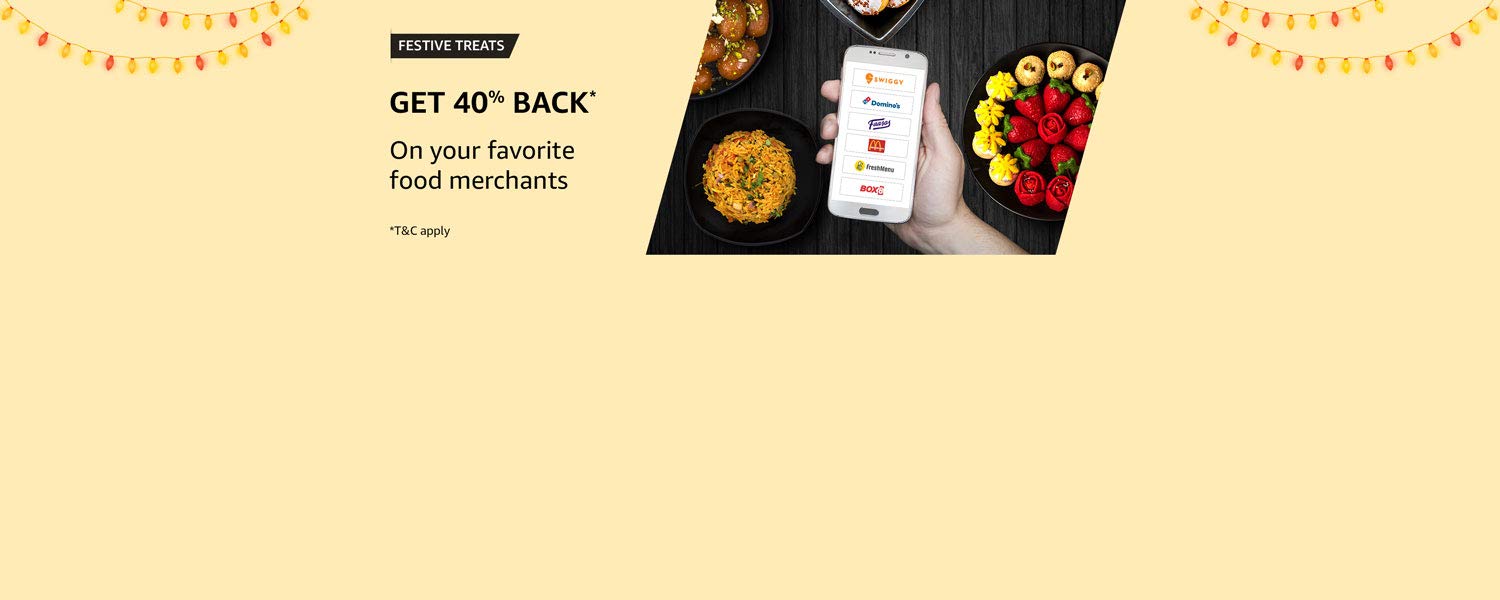 FESTIVE TREATS
GET 40% BACK*
On your favorite
food merchants
*T&C apply
SWIGGY
Domino's
Faasos
M
FreshMenu
BOX8